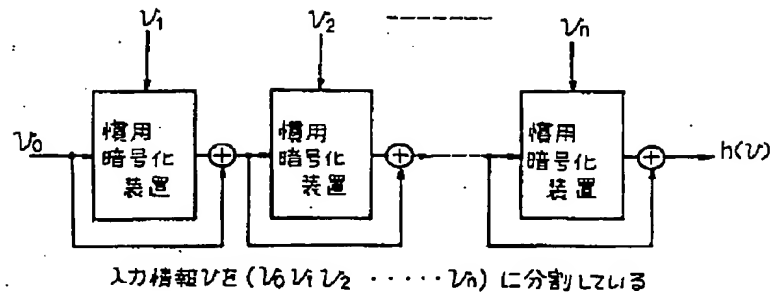 v1
v2
vn
v0
慣用
暗号化
装置
慣用
暗号化
装置
慣用
暗号化
装置
h(v)
入力情報vを(v0 v1 v2 ・・・・・ vn)に分割している